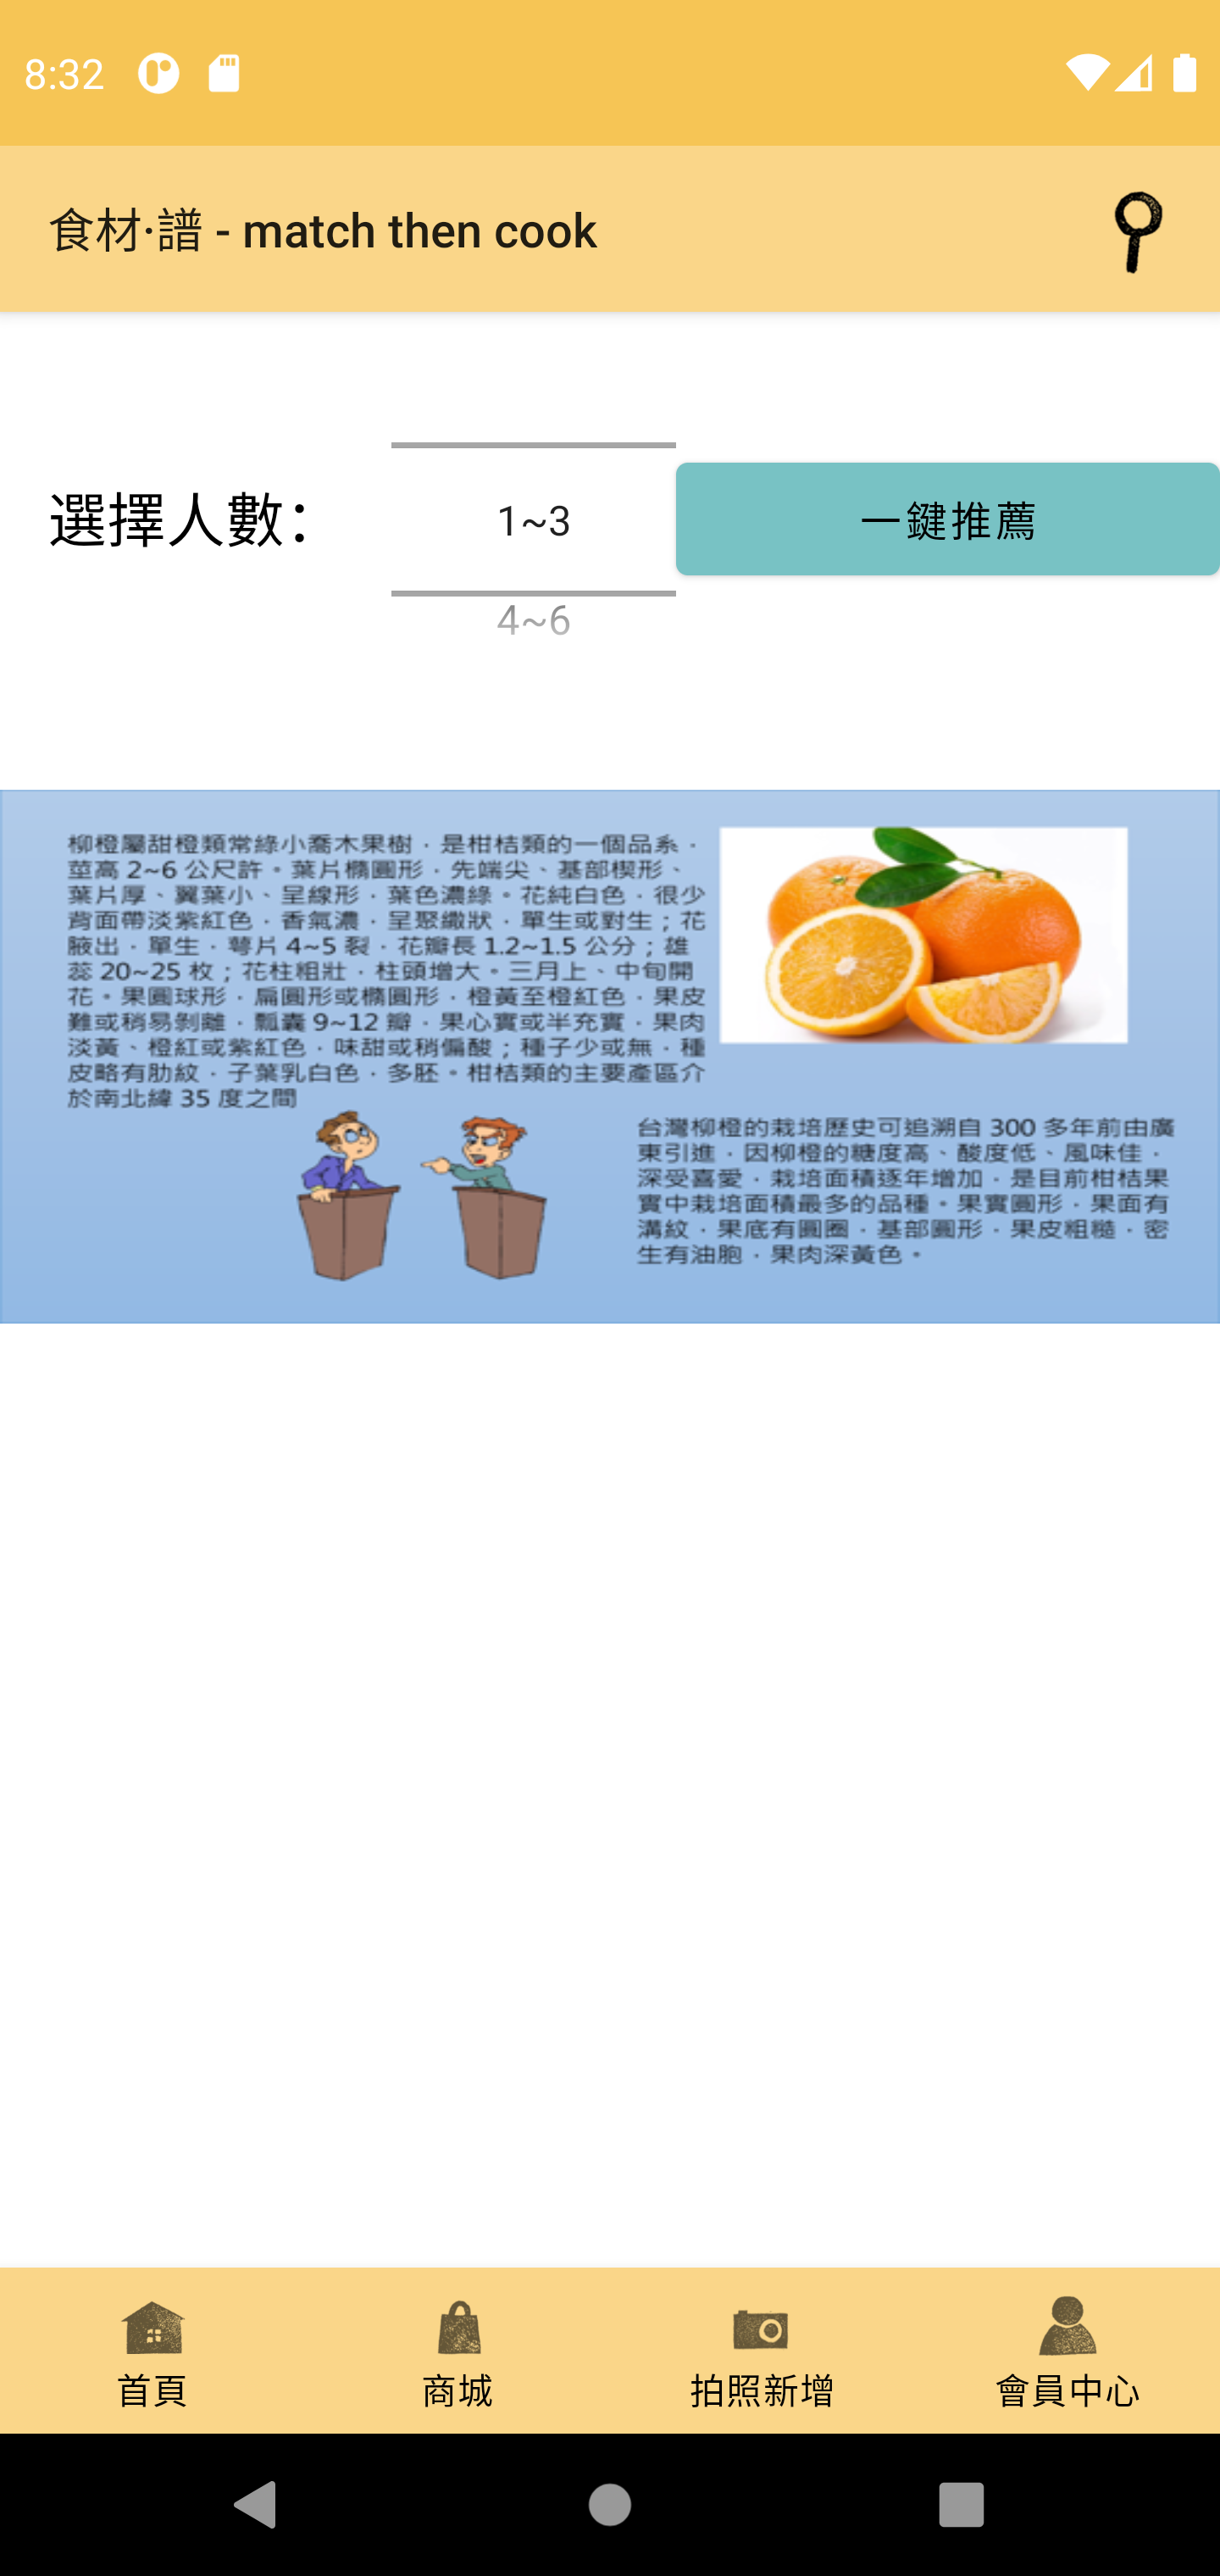 8:32
食材·譜 - match then cook
選擇人數：
1~3
一鍵推薦
4~6
柳橙屬甜橙類常綠小喬木果樹，是柑桔類的一個品系，
莖高 2~6 公尺許。葉片橢圓形，先端尖、基部楔形、
葉片厚、翼葉小、呈線形，葉色濃綠。花純白色，很少
背面帶淡紫紅色，香氣濃，呈聚繖狀，單生或對生；花
腋出，單生，萼片 4~5 裂，花瓣長 1.2~1.5 公分；雄
蕊 20~25 枚；花柱粗壯，柱頭增大。三月上、中旬開
花。果圓球形，扁圓形或橢圓形，橙黃至橙紅色，果皮
難或稍易剝離，瓢囊 9~12 瓣，果心實或半充實，果肉
淡黃、橙紅或紫紅色，味甜或稍偏酸；種子少或無，種
皮略有肋紋，子葉乳白色，多胚。柑桔類的主要產區介
於南北緯 35 度之間
台灣柳橙的栽培歷史可追溯自 300 多年前由廣
東引進，因柳橙的糖度高、酸度低、風味佳，
深受喜愛，栽培面積逐年增加，是目前柑桔果
實中栽培面積最多的品種。果實圓形，果面有
溝紋，果底有圓圈，基部圓形，果皮粗糙，密
生有油胞，果肉深黃色。
首頁
商城
拍照新增
會員中心